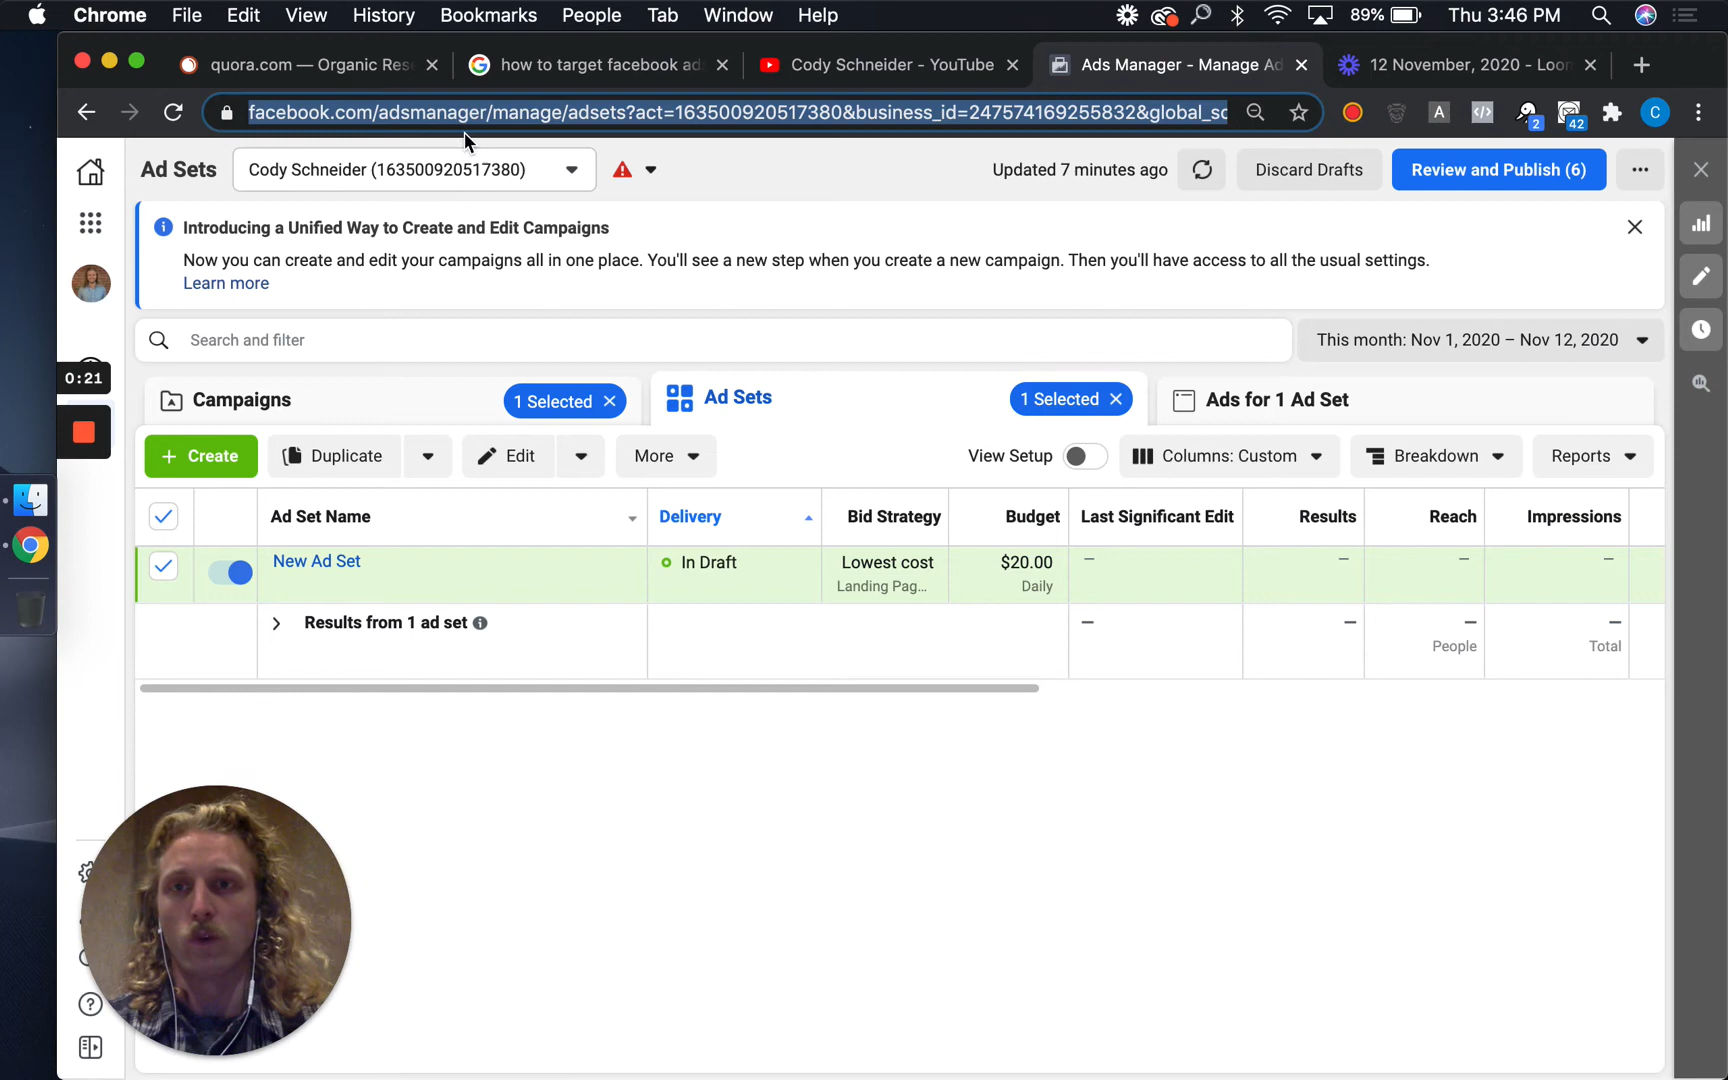 Chrome File Edit View History Bookmarks People Tab Window Help 89% Thu 3:46 PM
quora.com — Organic Res
how to target facebook ad
Cody Schneider - YouTube
Ads Manager - Manage Ad
12 November, 2020 - Loom
facebook.com/adsmanager/manage/adsets?act=163500920517380&business_id=247574169255832&global_sc
A
2
42
C
Ad Sets
Cody Schneider (163500920517380)
Updated 7 minutes ago
Discard Drafts
Review and Publish (6)
Introducing a Unified Way to Create and Edit Campaigns
Now you can create and edit your campaigns all in one place. You'll see a new step when you create a new campaign. Then you'll have access to all the usual settings.
Learn more
Search and filter
This month: Nov 1, 2020 – Nov 12, 2020
0:21
Campaigns
1 Selected
Ad Sets
1 Selected
Ads for 1 Ad Set
+ Create
Duplicate
Edit
More
View Setup
Columns: Custom
Breakdown
Reports
Ad Set Name Delivery Bid Strategy Budget Last Significant Edit Results Reach Impressions
New Ad Set In Draft Lowest cost $20.00 — — — —
Landing Pag... Daily
Results from 1 ad set — — — —
People Total